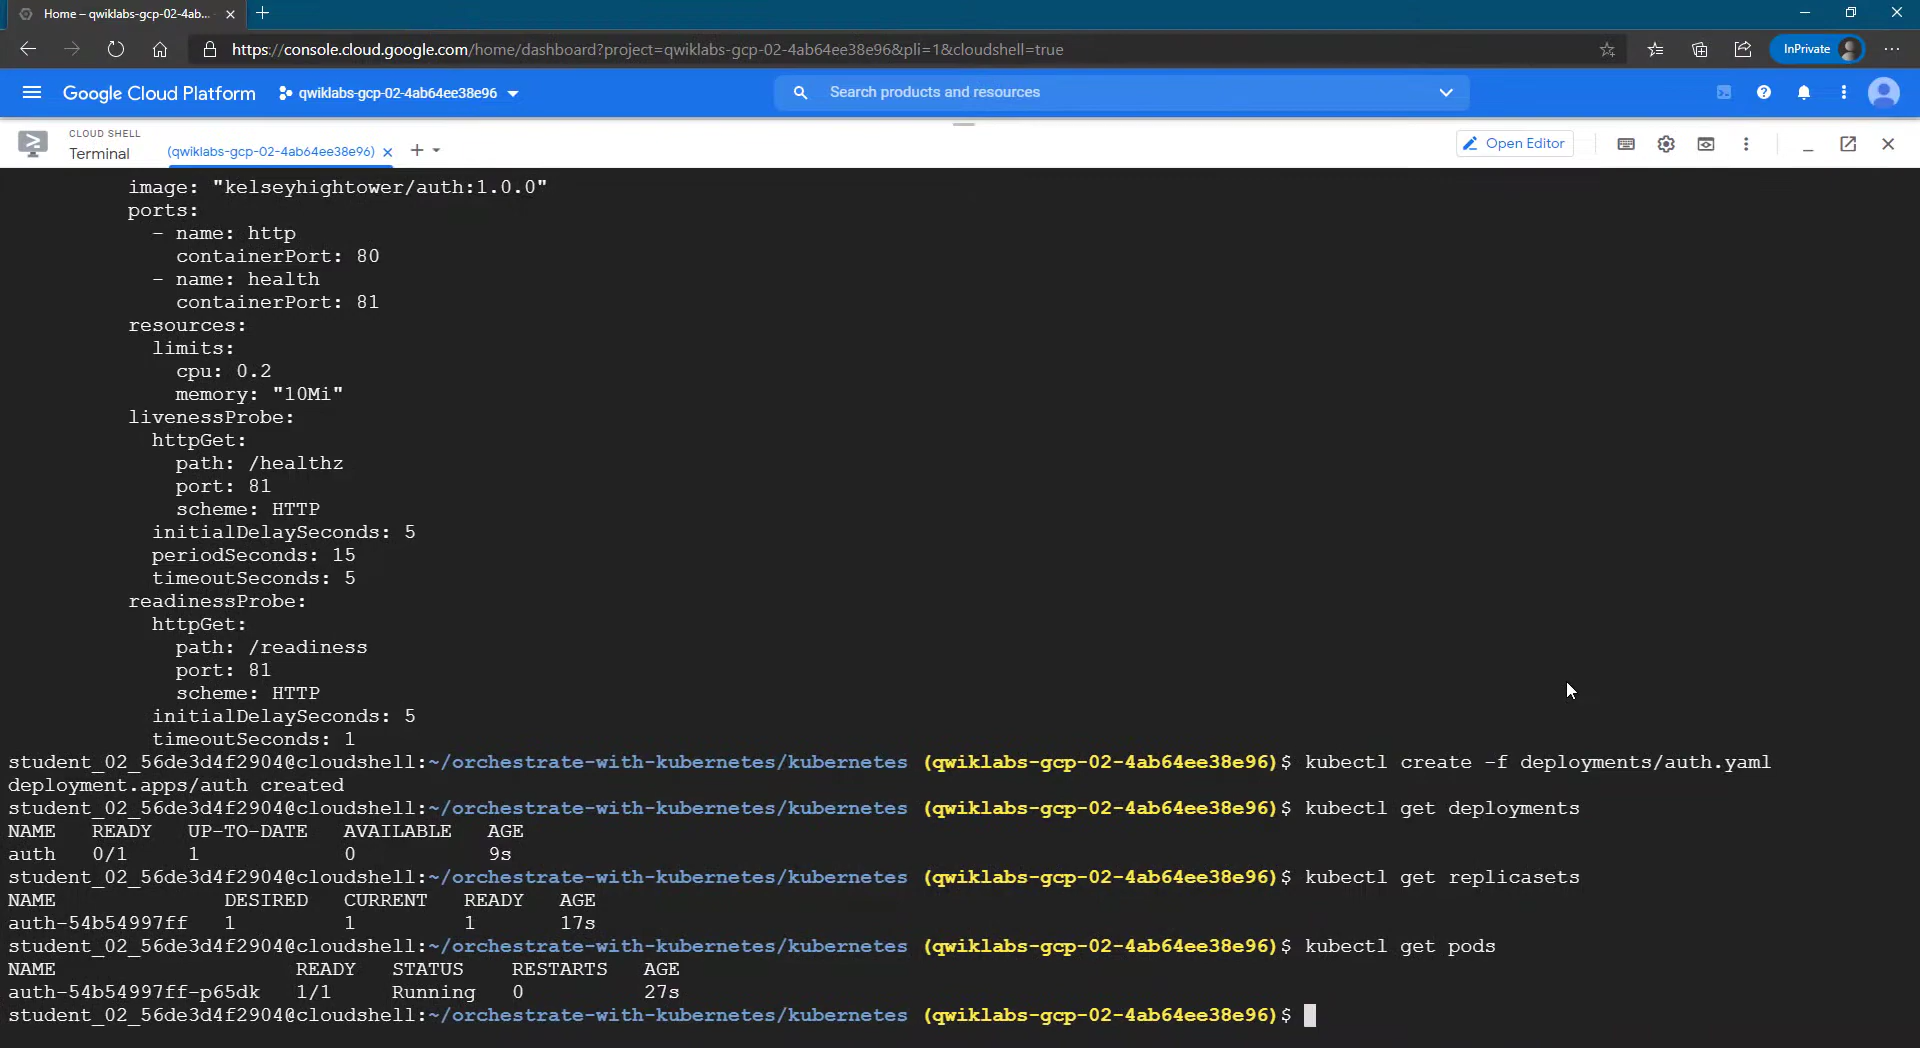 Home – qwiklabs-gcp-02-4ab...
https://console.cloud.google.com/home/dashboard?project=qwiklabs-gcp-02-4ab64ee38e96&pli=1&cloudshell=true
InPrivate
Google Cloud Platform
qwiklabs-gcp-02-4ab64ee38e96
Search products and resources
CLOUD SHELL
Terminal
(qwiklabs-gcp-02-4ab64ee38e96)
Open Editor
image: "kelseyhightower/auth:1.0.0"
ports:
- name: http
containerPort: 80
- name: health
containerPort: 81
resources:
limits:
cpu: 0.2
memory: "10Mi"
livenessProbe:
httpGet:
path: /healthz
port: 81
scheme: HTTP
initialDelaySeconds: 5
periodSeconds: 15
timeoutSeconds: 5
readinessProbe:
httpGet:
path: /readiness
port: 81
scheme: HTTP
initialDelaySeconds: 5
timeoutSeconds: 1
student_02_56de3d4f2904@cloudshell:~/orchestrate-with-kubernetes/kubernetes (qwiklabs-gcp-02-4ab64ee38e96)$ kubectl create -f deployments/auth.yaml
deployment.apps/auth created
student_02_56de3d4f2904@cloudshell:~/orchestrate-with-kubernetes/kubernetes (qwiklabs-gcp-02-4ab64ee38e96)$ kubectl get deployments
NAME READY UP-TO-DATE AVAILABLE AGE
auth 0/1 1 0 9s
student_02_56de3d4f2904@cloudshell:~/orchestrate-with-kubernetes/kubernetes (qwiklabs-gcp-02-4ab64ee38e96)$ kubectl get replicasets
NAME DESIRED CURRENT READY AGE
auth-54b54997ff 1 1 1 17s
student_02_56de3d4f2904@cloudshell:~/orchestrate-with-kubernetes/kubernetes (qwiklabs-gcp-02-4ab64ee38e96)$ kubectl get pods
NAME READY STATUS RESTARTS AGE
auth-54b54997ff-p65dk 1/1 Running 0 27s
student_02_56de3d4f2904@cloudshell:~/orchestrate-with-kubernetes/kubernetes (qwiklabs-gcp-02-4ab64ee38e96)$